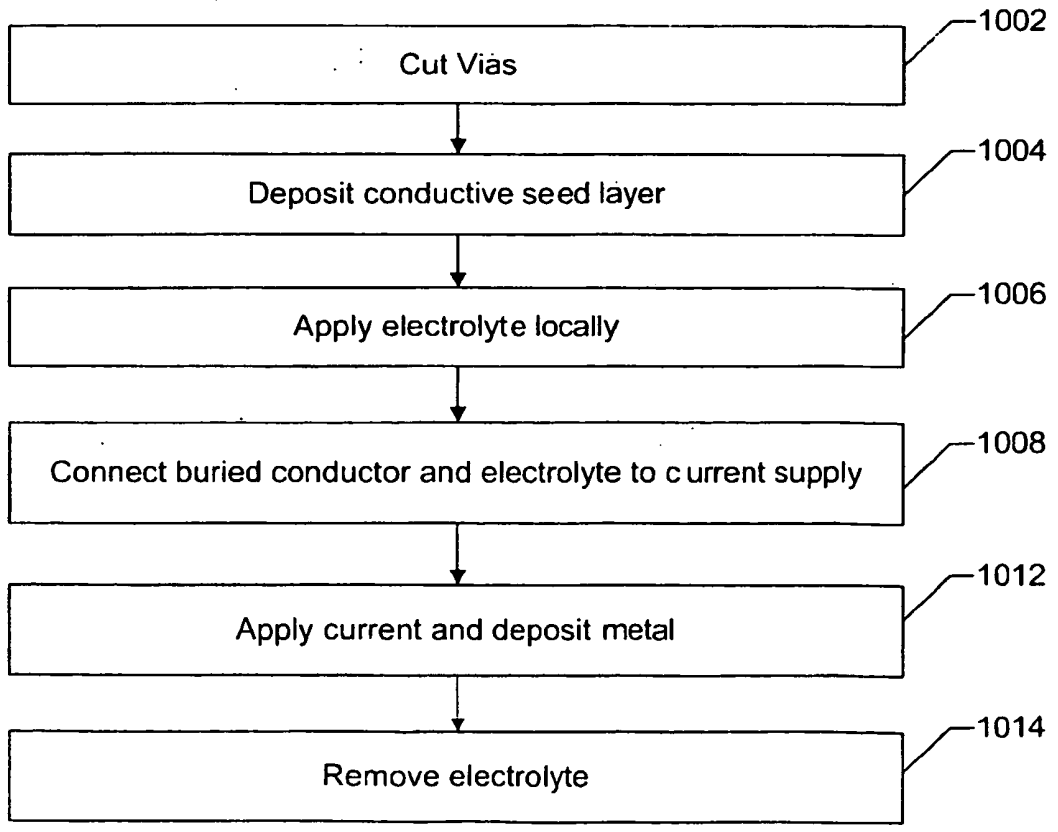 1002
Cut Vias
1004
Deposit conductive seed layer
1006
Apply electrolyte locally
1008
Connect buried conductor and electrolyte to current supply
1012
Apply current and deposit metal
1014
Remove electrolyte